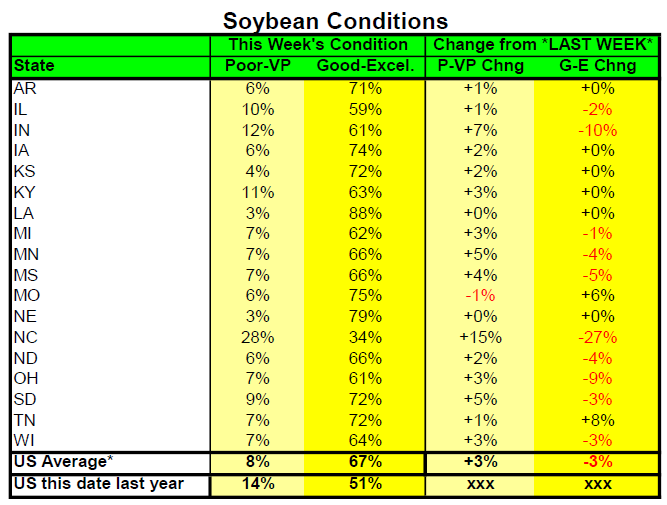 Soybean Conditions
This Week's Condition Change from *LAST WEEK*
State Poor-VP Good-Excel. P-VP Chng G-E Chng
AR 6% 71% +1% +0%
IL 10% 59% +1% -2%
IN 12% 61% +7% -10%
IA 6% 74% +2% +0%
KS 4% 72% +2% +0%
KY 11% 63% +3% +0%
LA 3% 88% +0% +0%
MI 7% 62% +3% -1%
MN 7% 66% +5% -4%
MS 7% 66% +4% -5%
MO 6% 75% -1% +6%
NE 3% 79% +0% +0%
NC 28% 34% +15% -27%
ND 6% 66% +2% -4%
OH 7% 61% +3% -9%
SD 9% 72% +5% -3%
TN 7% 72% +1% +8%
WI 7% 64% +3% -3%
US Average* 8% 67% +3% -3%
US this date last year 14% 51% xxx xxx